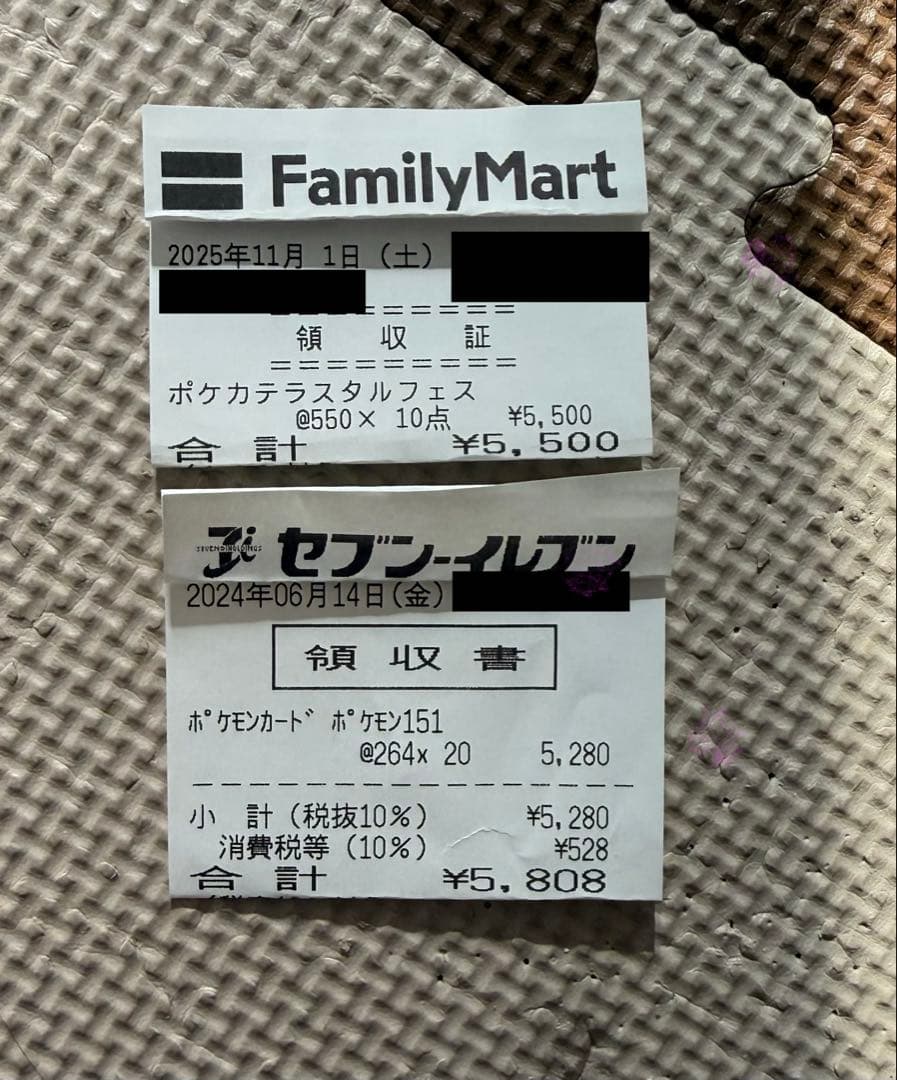 FamilyMart
2025年11月 1日 (土)
=========
領 収 証
=========
ポケカテラスタルフェス
@550× 10点 ¥5,500
合 計 ¥5,500
セブン-イレブン
2024年06月14日(金)
領 収 書
ﾎﾟｹﾓﾝｶｰﾄﾞ ﾎﾟｹﾓﾝ151
@264x 20 5,280
小 計 (税抜10%) ¥5,280
消費税等 (10%) ¥528
合 計 ¥5,808